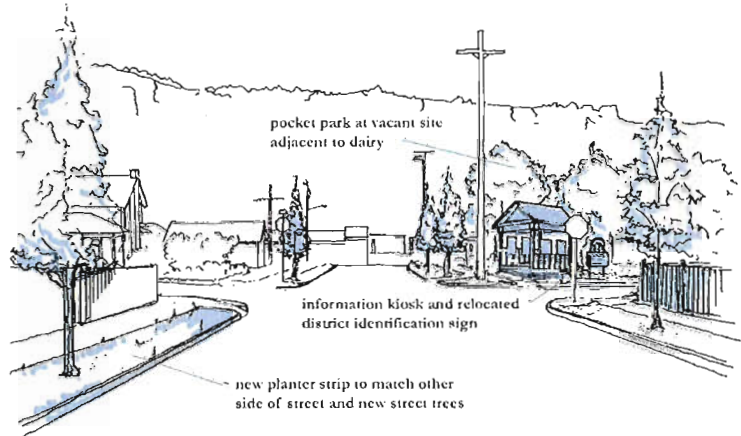 pocket park at vacant site
adjacent to dairy
information kiosk and relocated
district identification sign
new planter strip to match other
side of street and new street trees